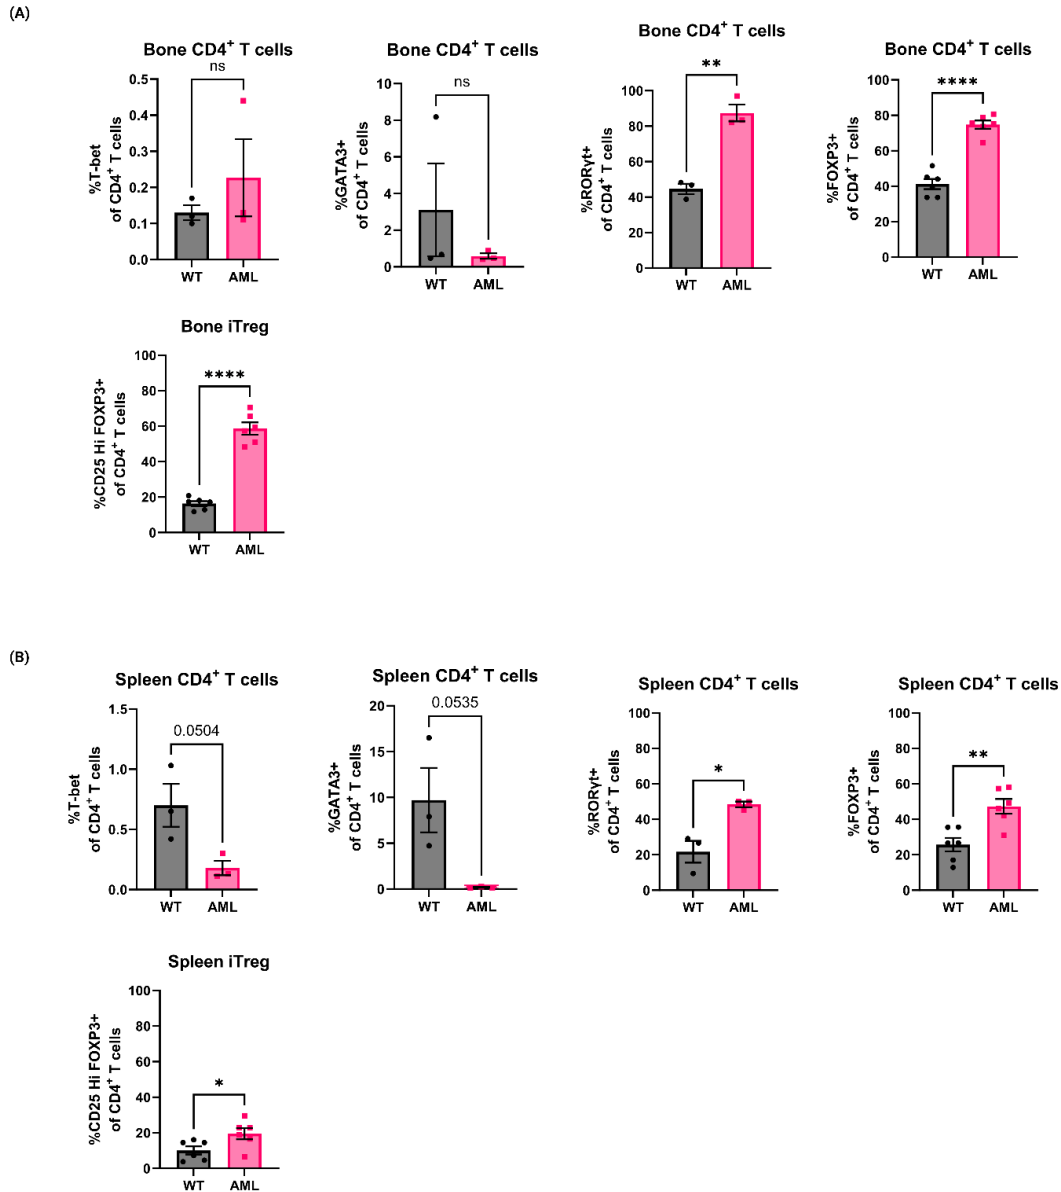 (A)
Bone CD4⁺ T cells
ns
%T-bet
of CD4⁺ T cells
0.5
0.4
0.3
0.2
0.1
0.0
WT
AML
Bone CD4⁺ T cells
ns
%GATA3+
of CD4⁺ T cells
10
8
6
4
2
0
WT
AML
Bone CD4⁺ T cells
**
%RORγt+
of CD4⁺ T cells
100
80
60
40
20
0
WT
AML
Bone CD4⁺ T cells
****
%FOXP3+
of CD4⁺ T cells
100
80
60
40
20
0
WT
AML
Bone iTreg
****
%CD25 Hi FOXP3+
of CD4⁺ T cells
100
80
60
40
20
0
WT
AML
(B)
Spleen CD4⁺ T cells
0.0504
%T-bet
of CD4⁺ T cells
1.5
1.0
0.5
0.0
WT
AML
Spleen CD4⁺ T cells
0.0535
%GATA3+
of CD4⁺ T cells
20
15
10
5
0
WT
AML
Spleen CD4⁺ T cells
*
%RORγt+
of CD4⁺ T cells
100
80
60
40
20
0
WT
AML
Spleen CD4⁺ T cells
**
%FOXP3+
of CD4⁺ T cells
100
80
60
40
20
0
WT
AML
Spleen iTreg
*
%CD25 Hi FOXP3+
of CD4⁺ T cells
100
80
60
40
20
0
WT
AML